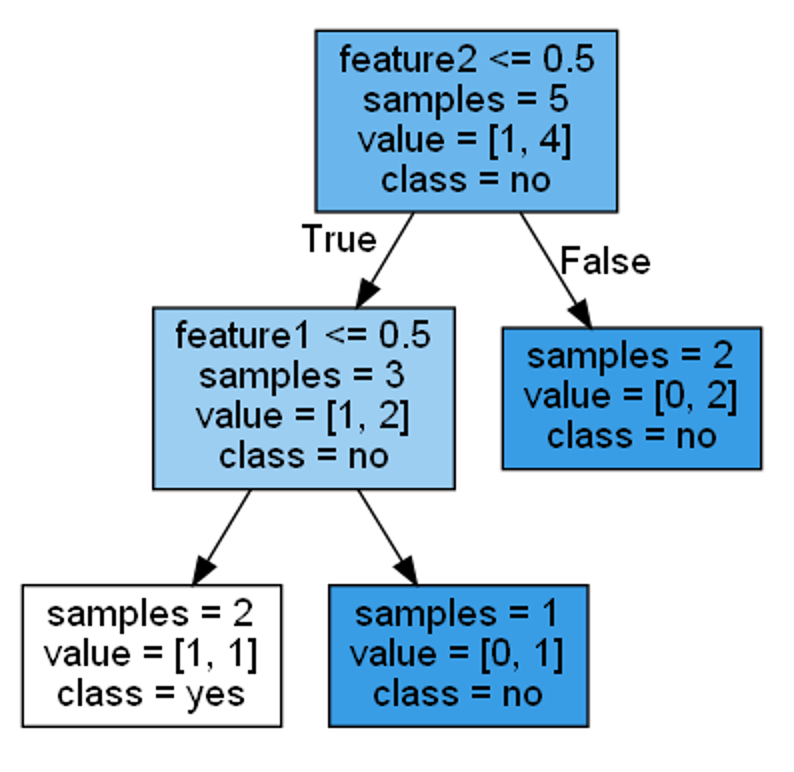 feature2 <= 0.5
samples = 5
value = [1, 4]
class = no
True
False
feature1 <= 0.5
samples = 3
value = [1, 2]
class = no
samples = 2
value = [0, 2]
class = no
samples = 2
value = [1, 1]
class = yes
samples = 1
value = [0, 1]
class = no